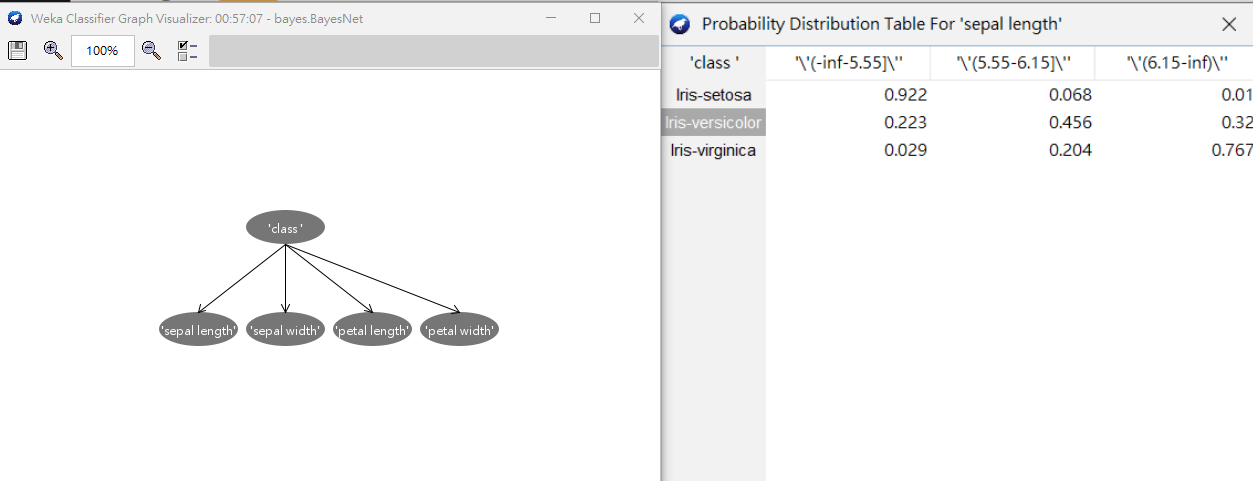 Weka Classifier Graph Visualizer: 00:57:07 - bayes.BayesNet
100%
'class '
'sepal length' 'sepal width' 'petal length' 'petal width'
Probability Distribution Table For 'sepal length'
'class ' '\'(-inf-5.55]\'' '\'(5.55-6.15]\'' '\'(6.15-inf)\''
Iris-setosa 0.922 0.068 0.01
Iris-versicolor 0.223 0.456 0.32
Iris-virginica 0.029 0.204 0.767